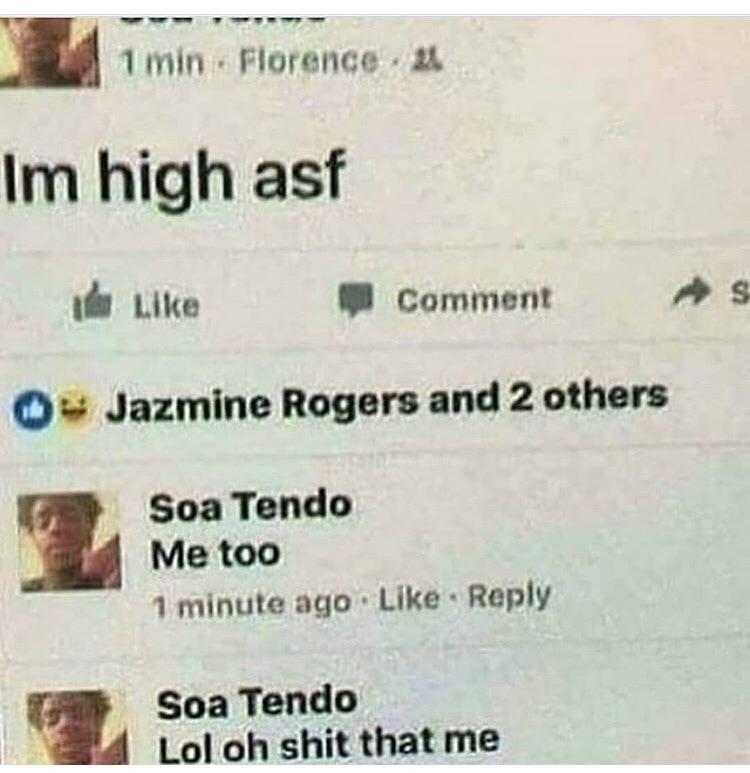 1 min · Florence ·
Im high asf
Like Comment
Jazmine Rogers and 2 others
Soa Tendo
Me too
1 minute ago · Like · Reply
Soa Tendo
Lol oh shit that me